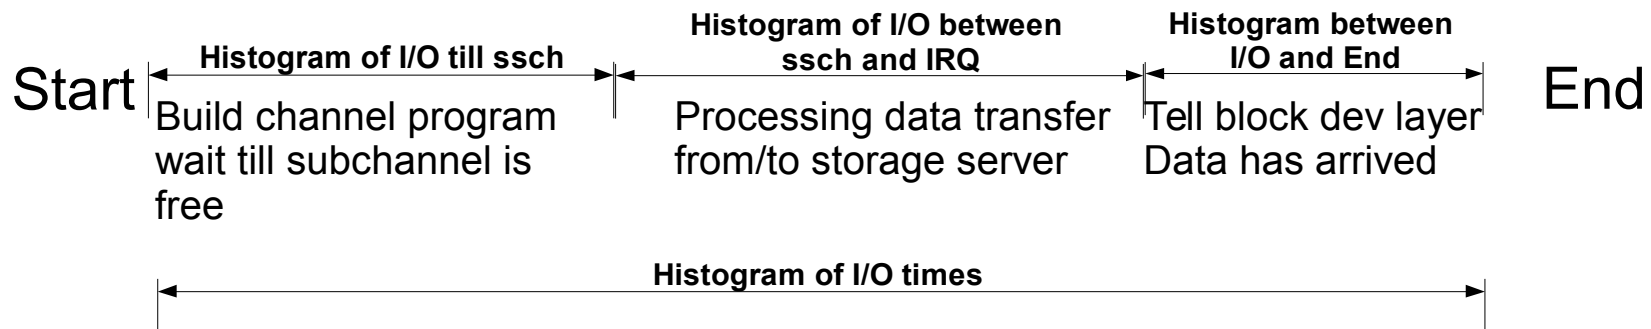 Histogram of I/O till ssch
Histogram of I/O between
ssch and IRQ
Histogram between
I/O and End
Start
End
Build channel program
wait till subchannel is
free
Processing data transfer
from/to storage server
Tell block dev layer
Data has arrived
Histogram of I/O times